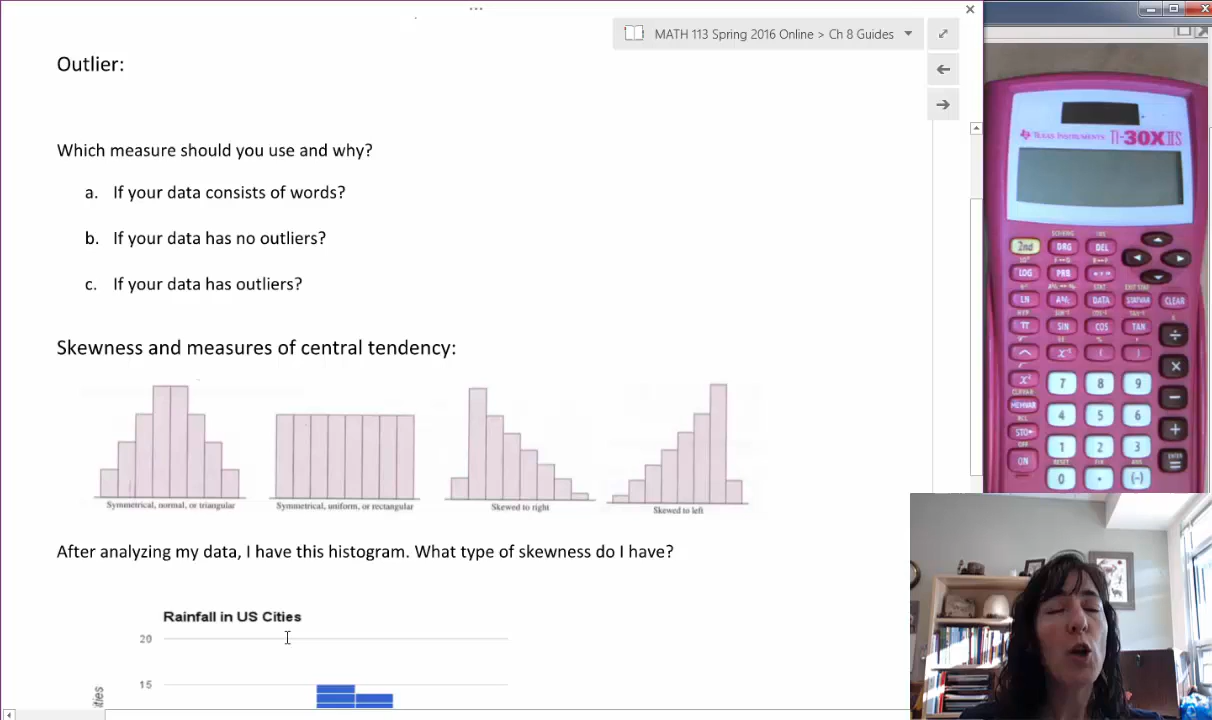 MATH 113 Spring 2016 Online > Ch 8 Guides
Outlier:
Which measure should you use and why?
a. If your data consists of words?
b. If your data has no outliers?
c. If your data has outliers?
Skewness and measures of central tendency:
Symmetrical, normal, or triangular
Symmetrical, uniform, or rectangular
Skewed to right
Skewed to left
After analyzing my data, I have this histogram. What type of skewness do I have?
Rainfall in US Cities
20
15
TEXAS INSTRUMENTS TI-30X IIS
2nd DRG DEL
LOG PRB
LN DATA STATVAR CLEAR
π SIN COS TAN
^ ( ) ÷
7 8 9 ×
MEMVAR 4 5 6 −
STO 1 2 3 +
ON 0 . (−) =